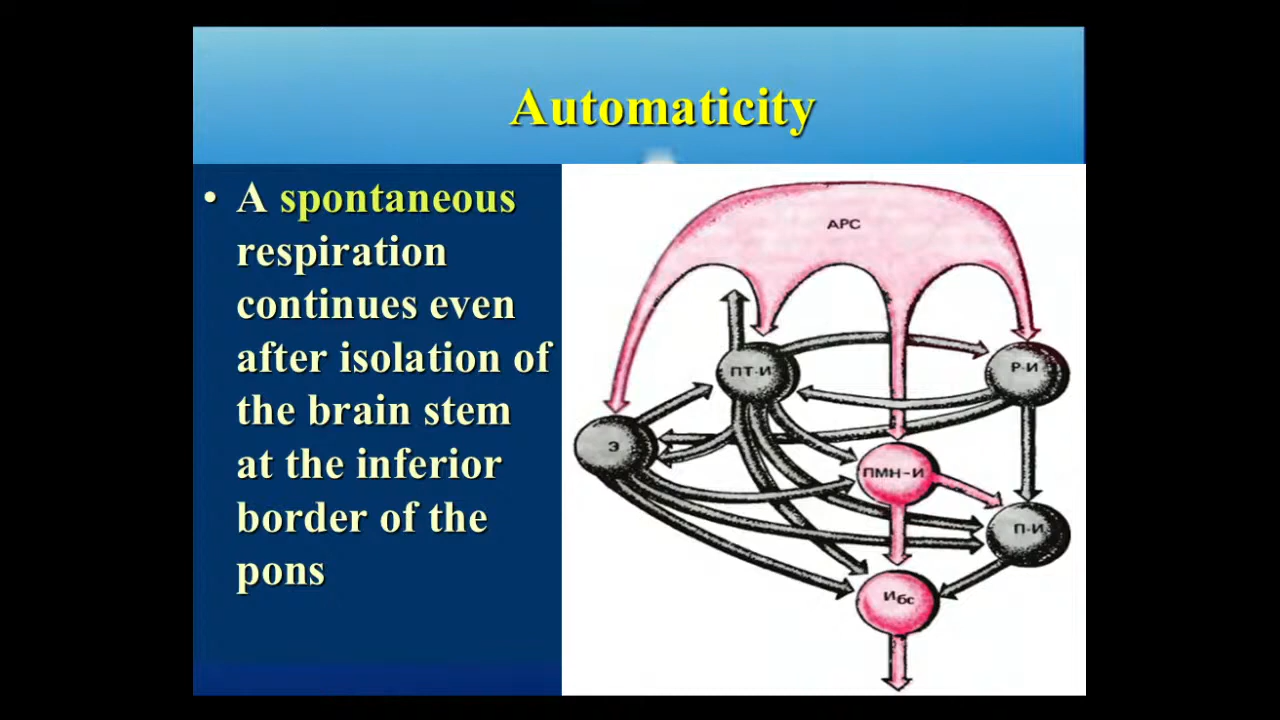 Automaticity
• A spontaneous
respiration
continues even
after isolation of
the brain stem
at the inferior
border of the
pons
АРС
ПТ-И
Р-И
Э
ПМН-И
П-И
Ибс